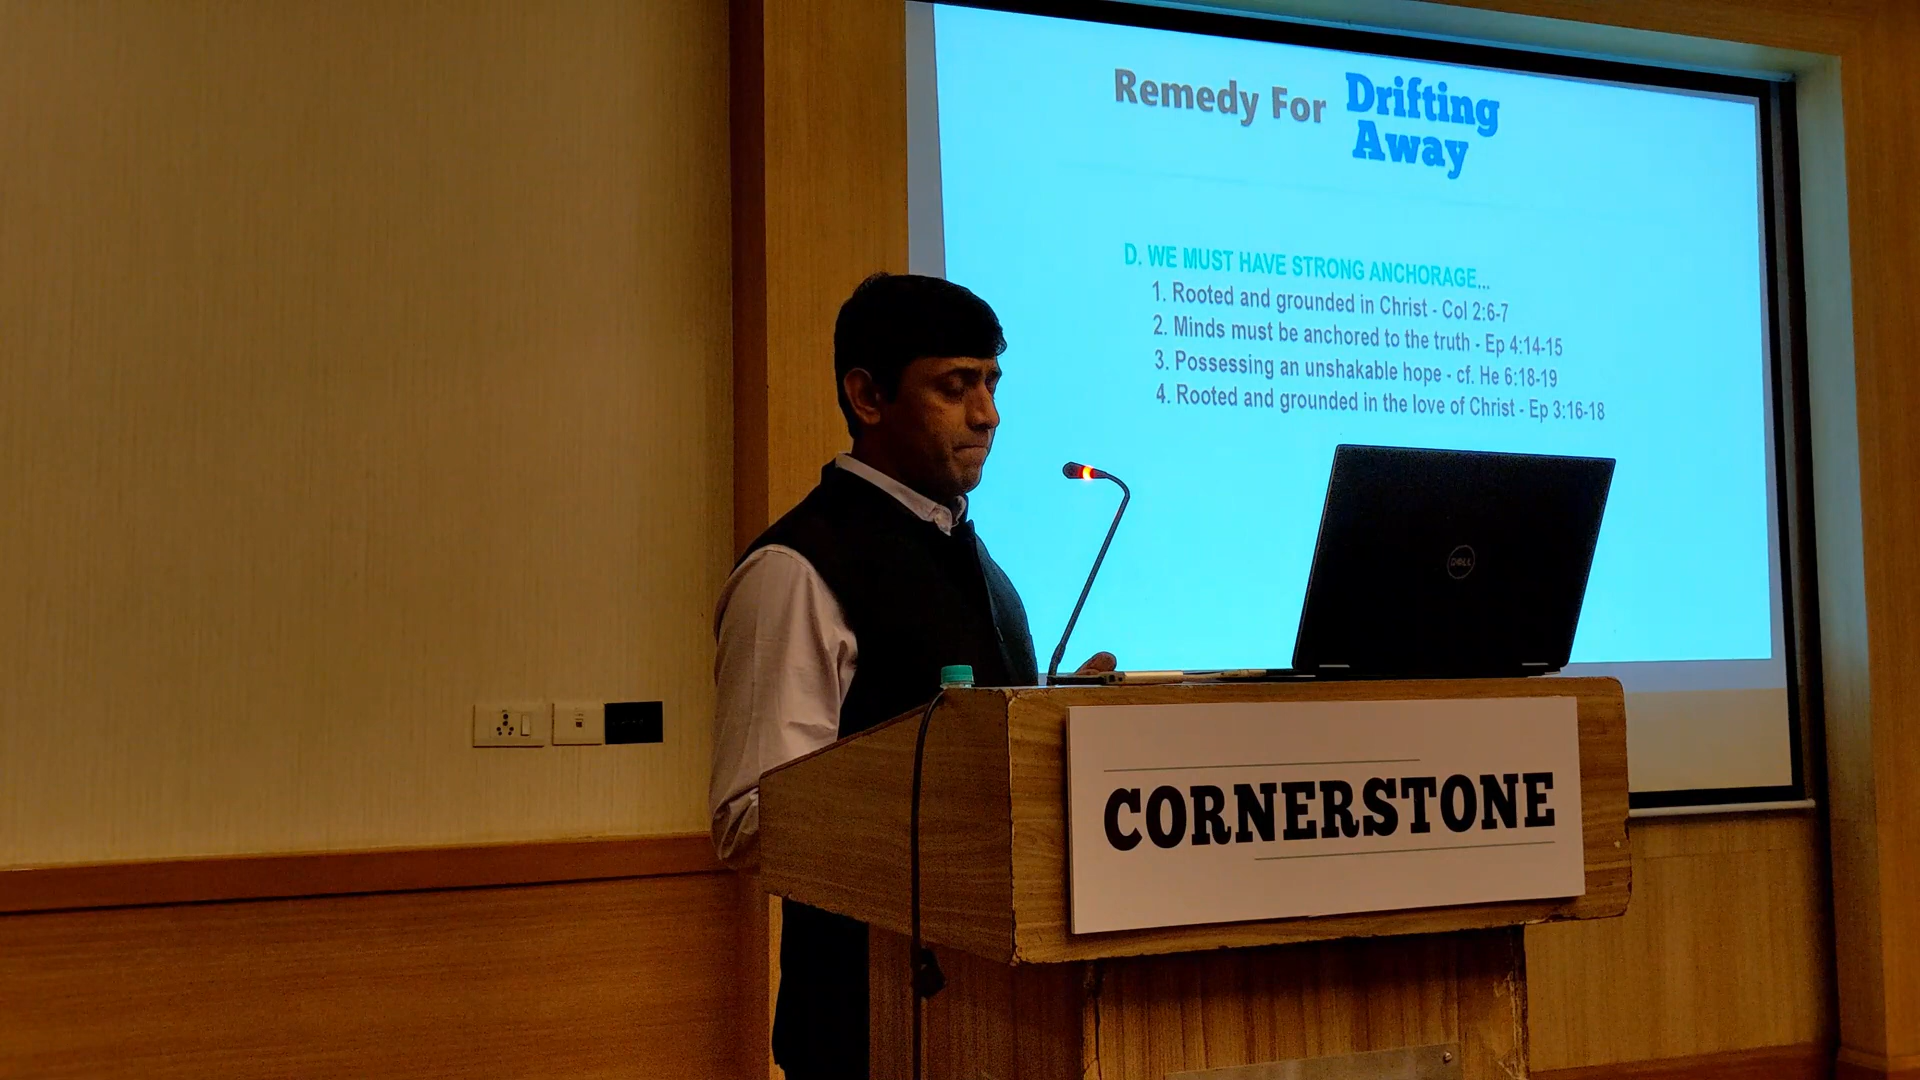 Remedy For Drifting
Away
D. WE MUST HAVE STRONG ANCHORAGE...
1. Rooted and grounded in Christ - Col 2:6-7
2. Minds must be anchored to the truth - Ep 4:14-15
3. Possessing an unshakable hope - cf. He 6:18-19
4. Rooted and grounded in the love of Christ - Ep 3:16-18
DELL
CORNERSTONE